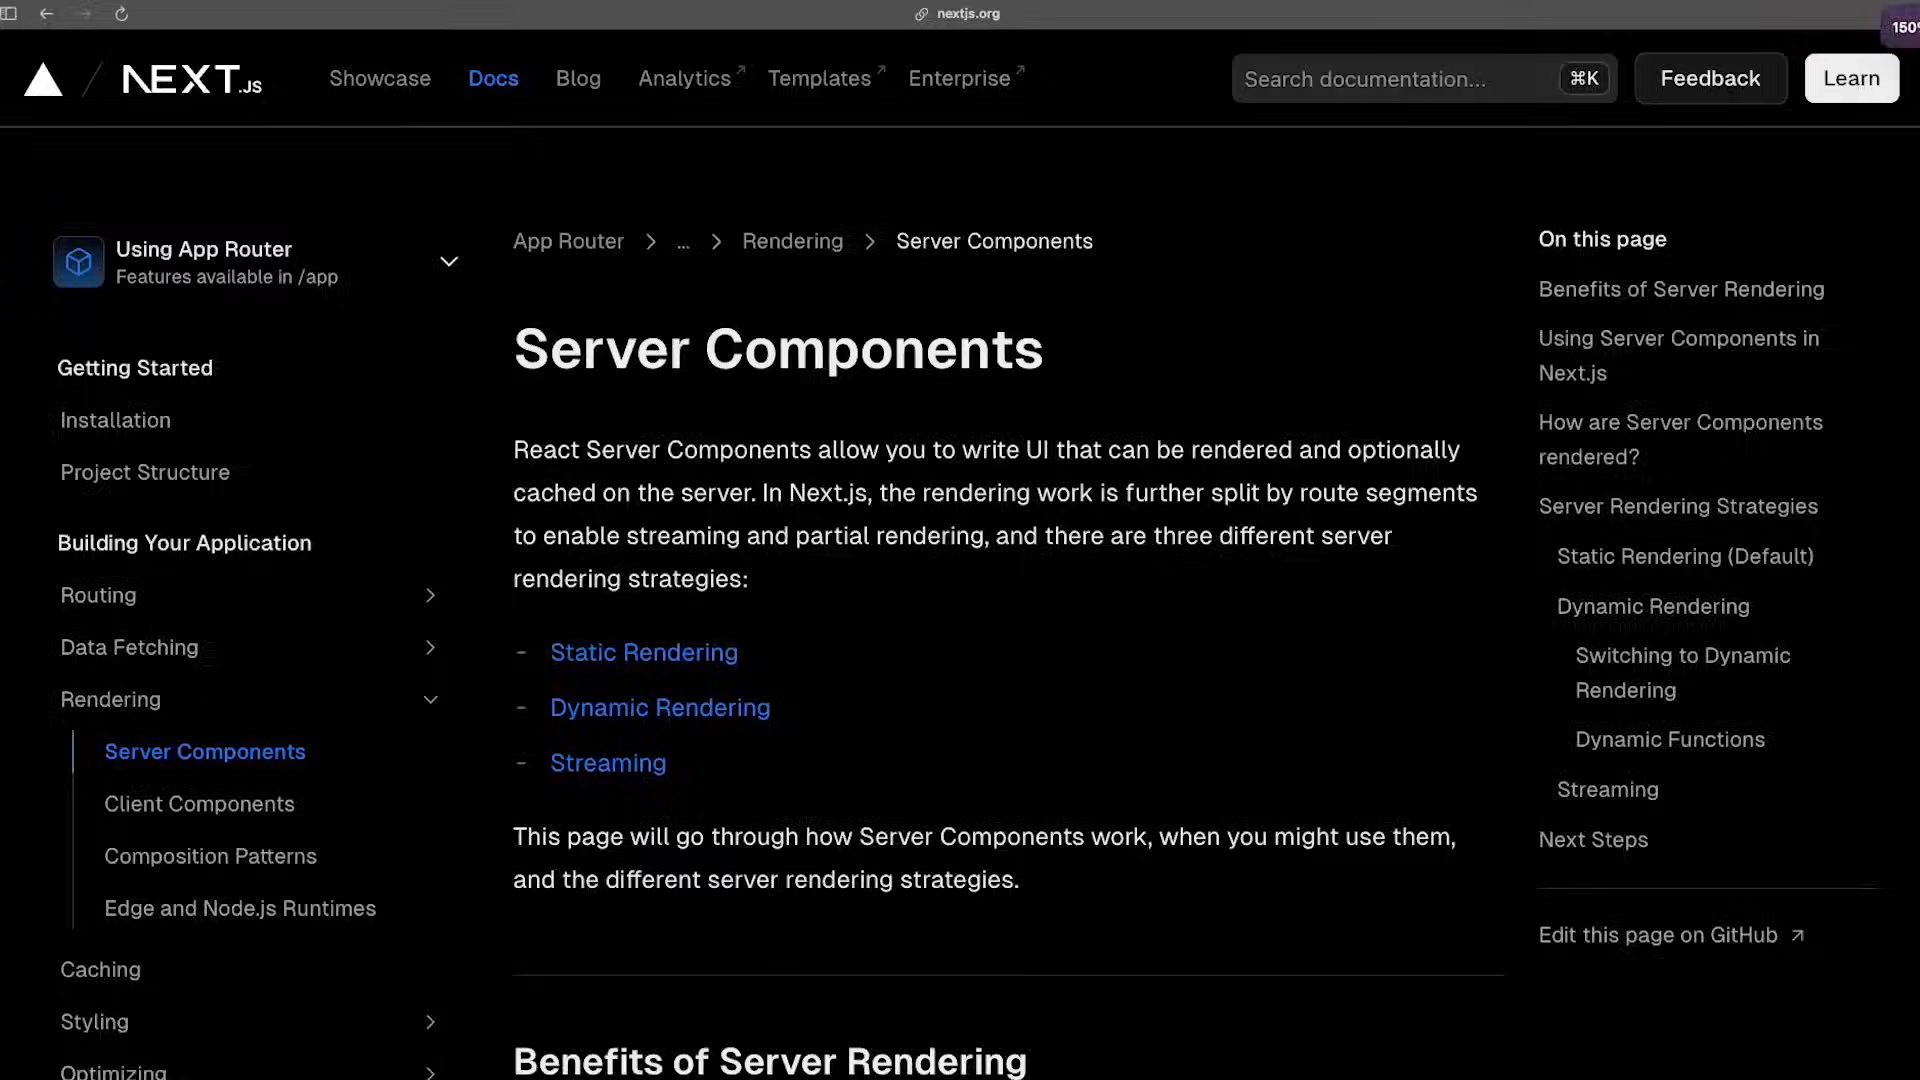 nextjs.org
150%
NEXT.JS
Showcase
Docs
Blog
Analytics
Templates
Enterprise
Search documentation...
⌘K
Feedback
Learn
Using App Router
Features available in /app
Getting Started
Installation
Project Structure
Building Your Application
Routing
Data Fetching
Rendering
Server Components
Client Components
Composition Patterns
Edge and Node.js Runtimes
Caching
Styling
Optimizing
App Router > ... > Rendering > Server Components
Server Components
React Server Components allow you to write UI that can be rendered and optionally
cached on the server. In Next.js, the rendering work is further split by route segments
to enable streaming and partial rendering, and there are three different server
rendering strategies:
- Static Rendering
- Dynamic Rendering
- Streaming
This page will go through how Server Components work, when you might use them,
and the different server rendering strategies.
Benefits of Server Rendering
On this page
Benefits of Server Rendering
Using Server Components in
Next.js
How are Server Components
rendered?
Server Rendering Strategies
Static Rendering (Default)
Dynamic Rendering
Switching to Dynamic
Rendering
Dynamic Functions
Streaming
Next Steps
Edit this page on GitHub